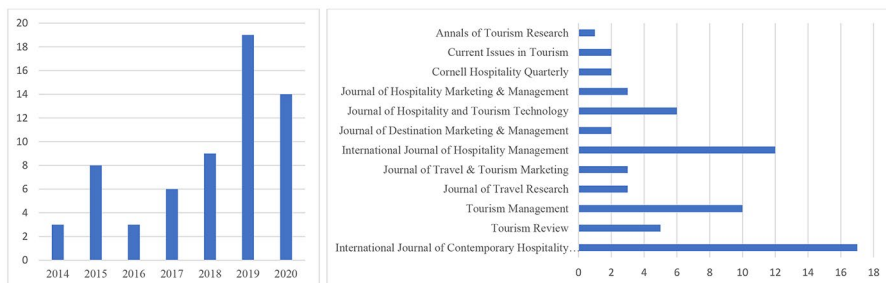 20
18
16
14
12
10
8
6
4
2
0
2014 2015 2016 2017 2018 2019 2020
Annals of Tourism Research
Current Issues in Tourism
Cornell Hospitality Quarterly
Journal of Hospitality Marketing & Management
Journal of Hospitality and Tourism Technology
Journal of Destination Marketing & Management
International Journal of Hospitality Management
Journal of Travel & Tourism Marketing
Journal of Travel Research
Tourism Management
Tourism Review
International Journal of Contemporary Hospitality…
0 2 4 6 8 10 12 14 16 18